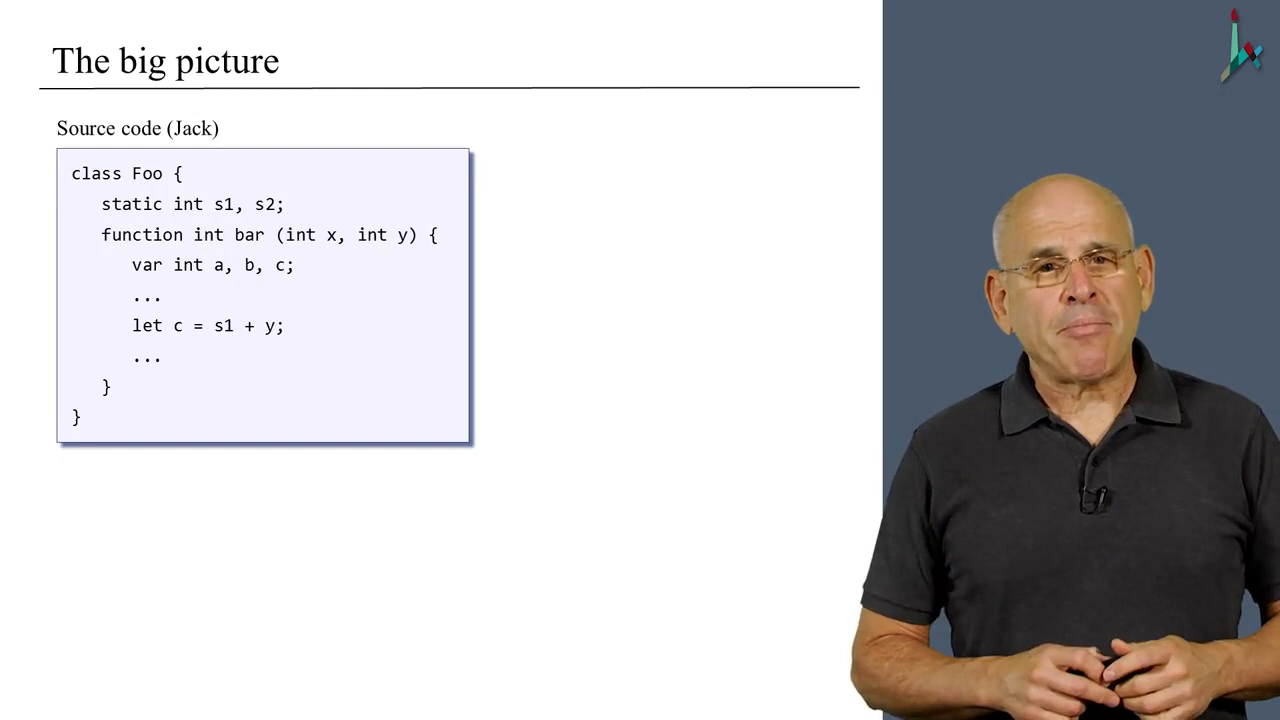 The big picture
Source code (Jack)
class Foo {
static int s1, s2;
function int bar (int x, int y) {
var int a, b, c;
...
let c = s1 + y;
...
}
}